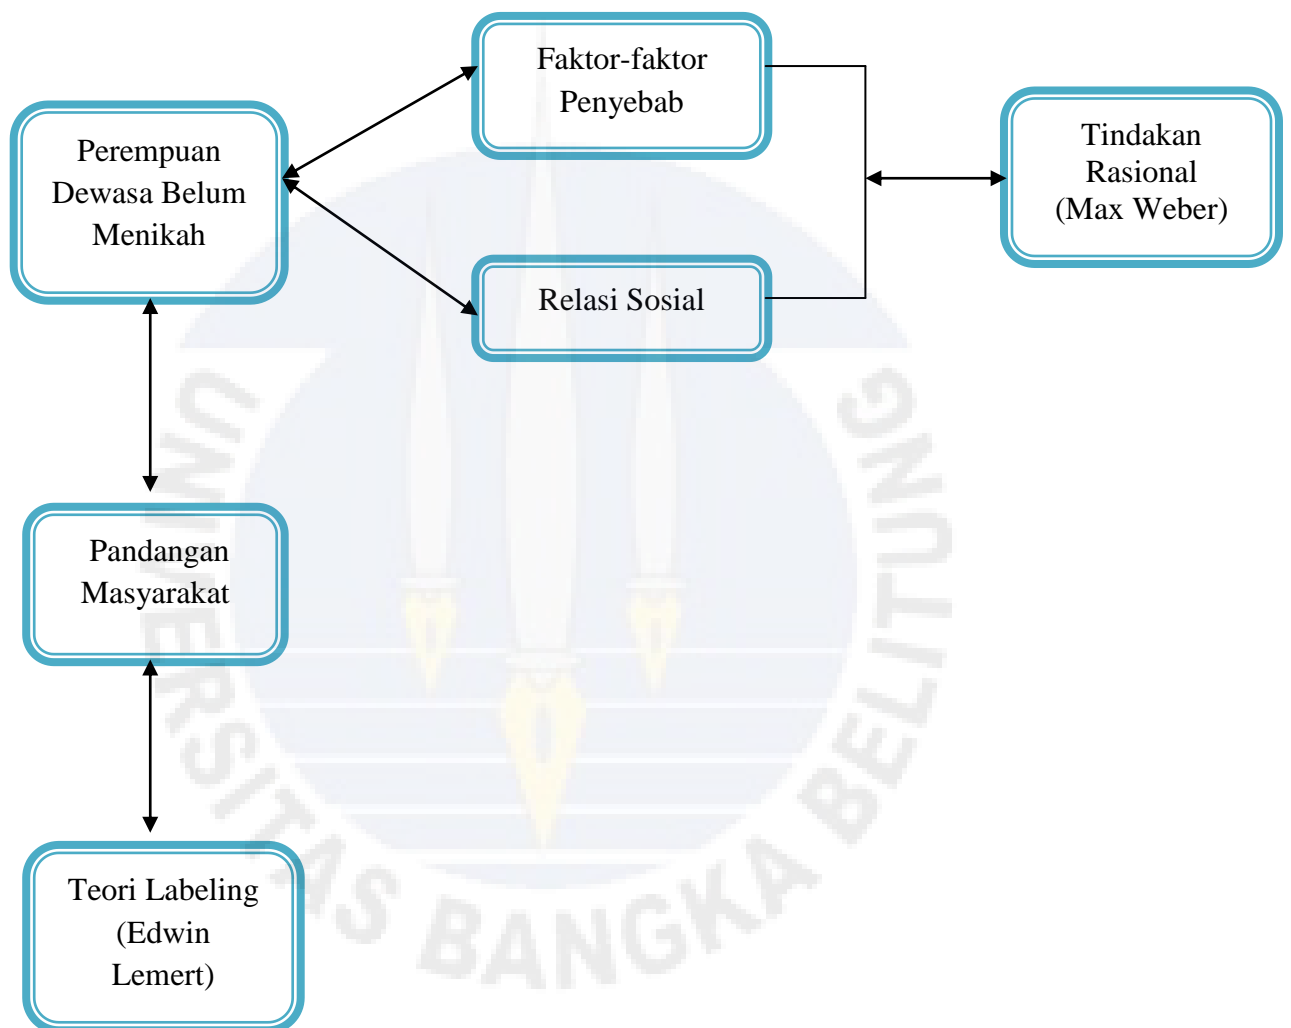 Faktor-faktor
Penyebab
Perempuan
Dewasa Belum
Menikah
Tindakan
Rasional
(Max Weber)
Relasi Sosial
Pandangan
Masyarakat
Teori Labeling
(Edwin
Lemert)
UNIVERSITAS BANGKA BELITUNG